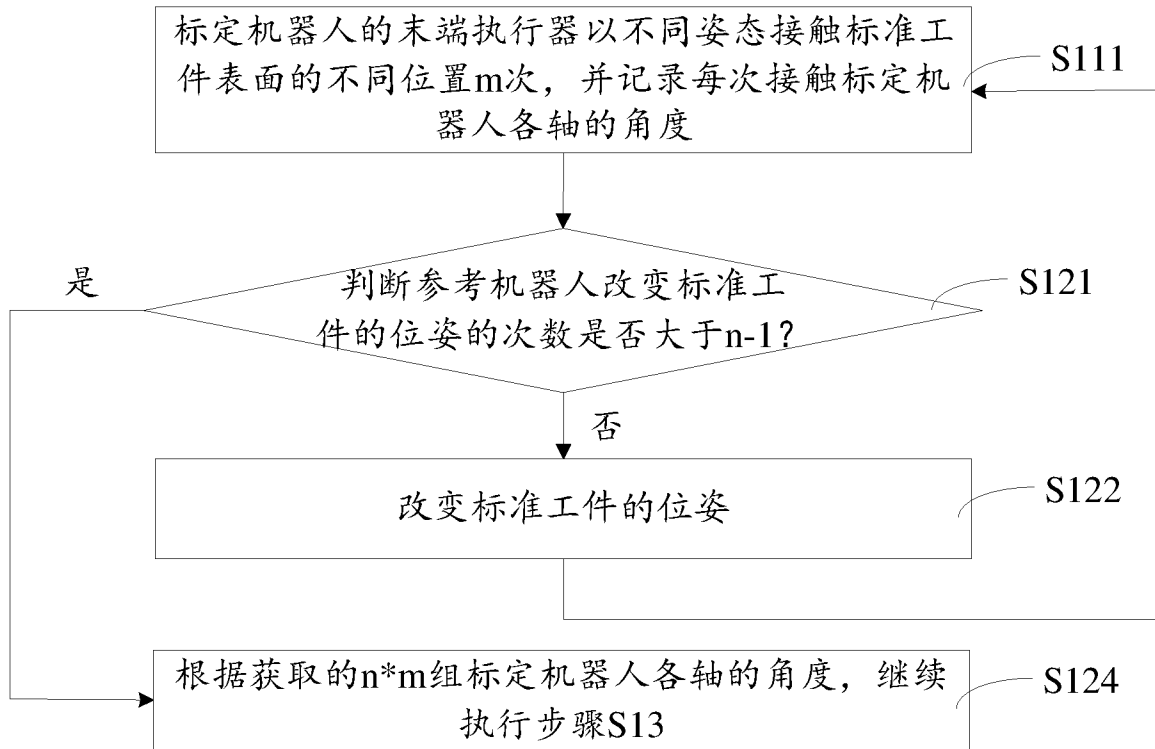 标定机器人的末端执行器以不同姿态接触标准工
件表面的不同位置m次，并记录每次接触标定机
器人各轴的角度
S111
是
判断参考机器人改变标准工
件的位姿的次数是否大于n-1?
S121
否
改变标准工件的位姿
S122
根据获取的n*m组标定机器人各轴的角度，继续
执行步骤S13
S124